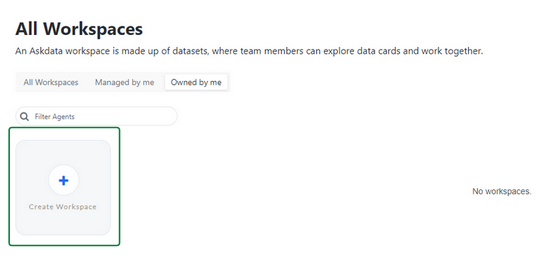 All Workspaces
An Askdata workspace is made up of datasets, where team members can explore data cards and work together.
All Workspaces Managed by me Owned by me
Filter Agents
Create Workspace
No workspaces.